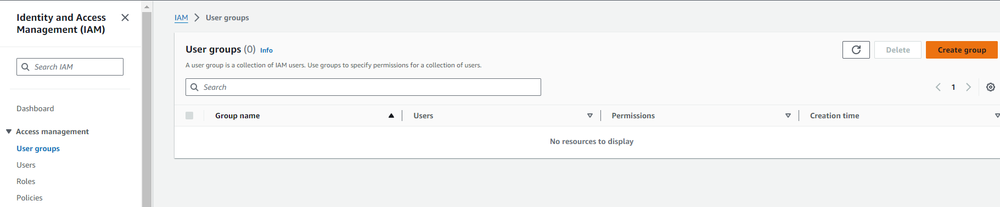 Identity and Access
Management (IAM)
Search IAM
Dashboard
Access management
User groups
Users
Roles
Policies
IAM > User groups
User groups (0) Info
Delete
Create group
A user group is a collection of IAM users. Use groups to specify permissions for a collection of users.
Search
1
Group name Users Permissions Creation time
No resources to display